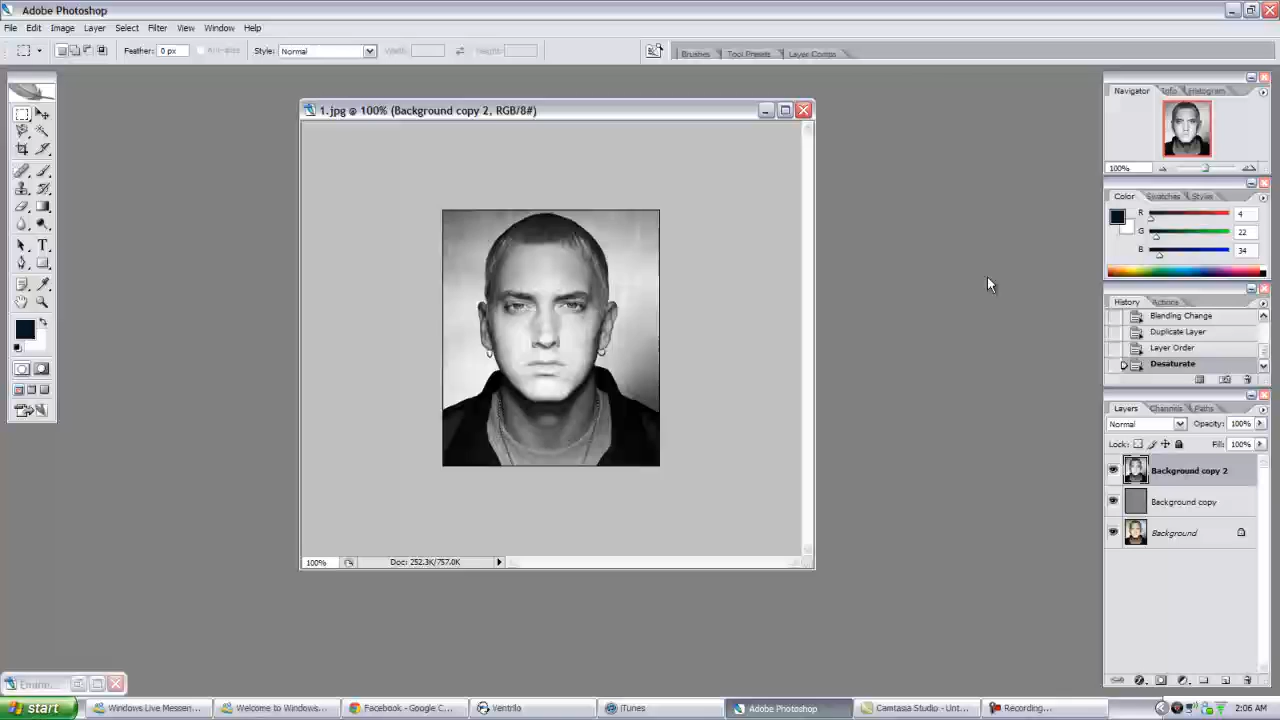 Adobe Photoshop
File Edit Image Layer Select Filter View Window Help
Feather: 0 px Anti-alias Style: Normal Width: Height: Brushes Tool Presets Layer Comps
1.jpg @ 100% (Background copy 2, RGB/8#)
Navigator Info Histogram
100%
Color Swatches Styles
R 4
G 22
B 34
History Actions
Blending Change
Duplicate Layer
Layer Order
Desaturate
Layers Channels Paths
Normal Opacity: 100%
Lock: Fill: 100%
Background copy 2
Background copy
Background
100% Doc: 252.3K/757.0K
start Windows Live Messen... Welcome to Windows... Facebook - Google C... Ventrilo iTunes Adobe Photoshop Camtasia Studio - Unt... Recording... 2:06 AM